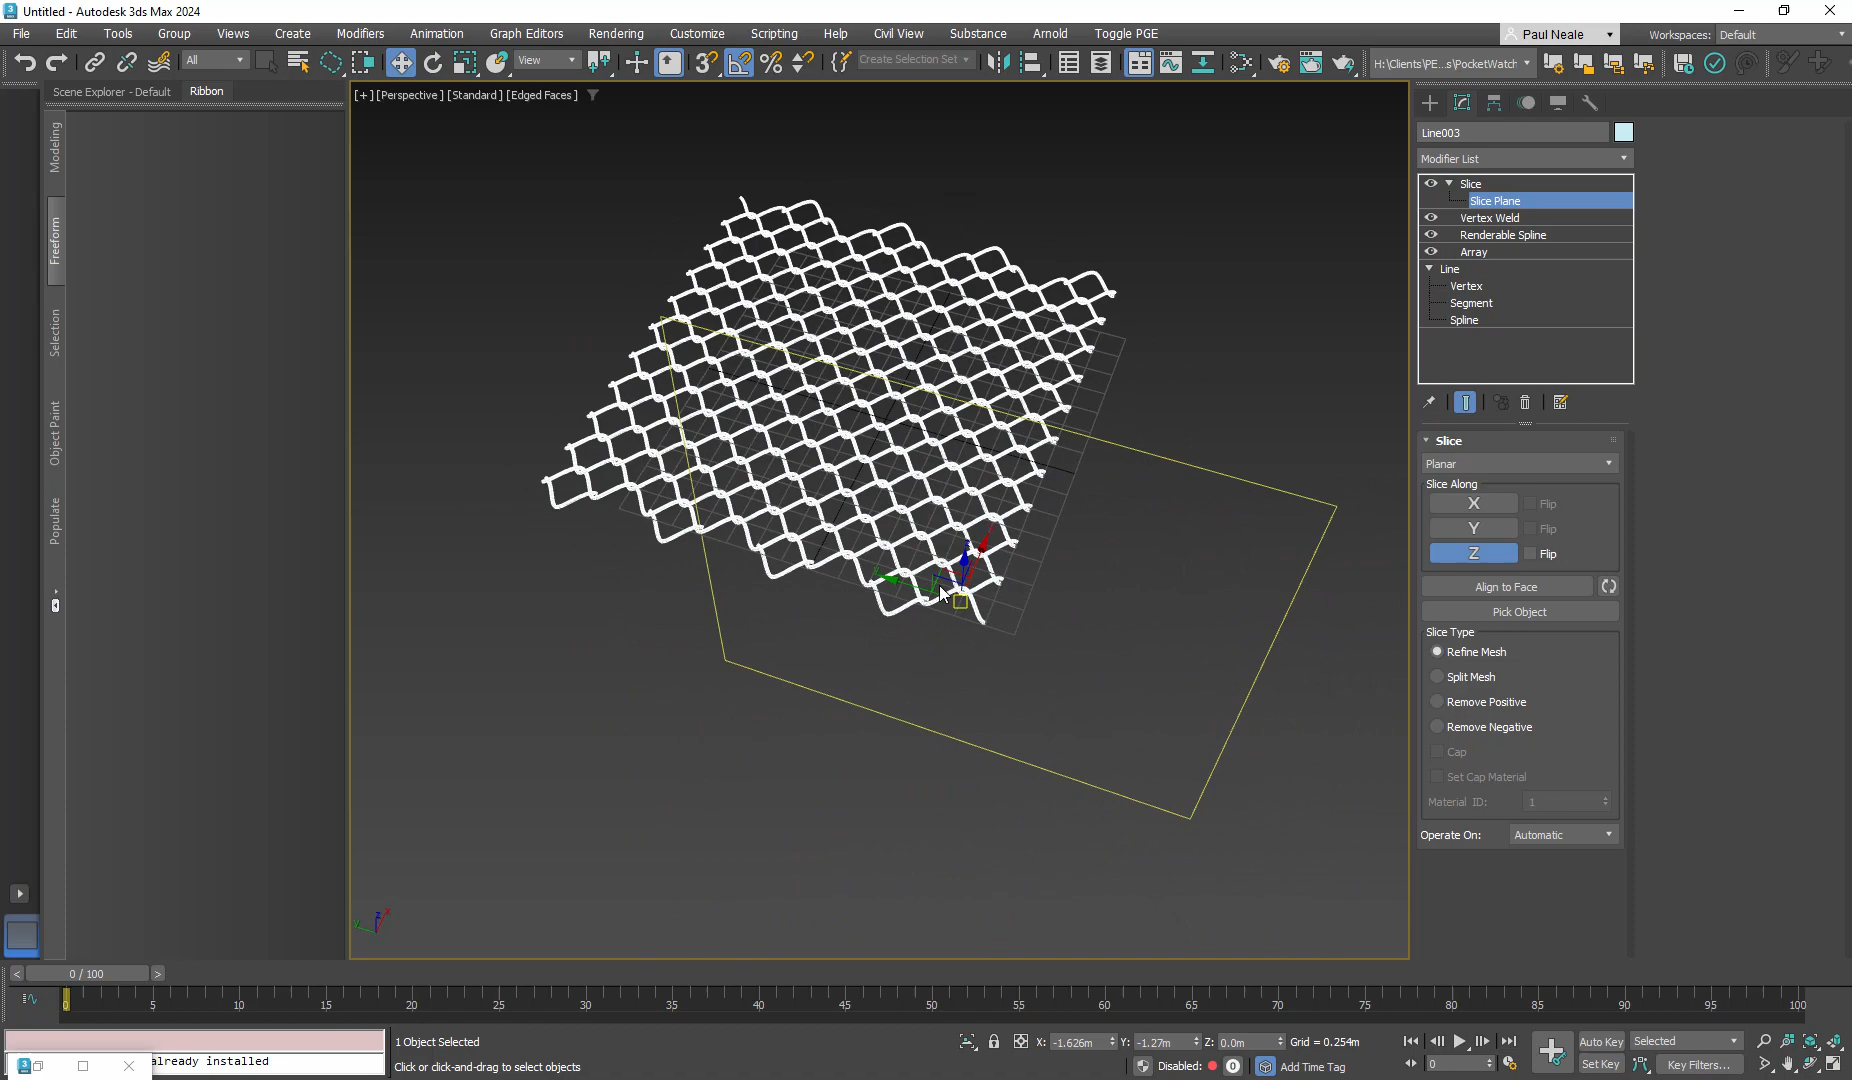 Untitled - Autodesk 3ds Max 2024
File Edit Tools Group Views Create Modifiers Animation Graph Editors Rendering Customize Scripting Help Civil View Substance Arnold Toggle PGE
Paul Neale
Workspaces: Default
All
View
Create Selection Set
H:\Clients\PE...s\PocketWatch
Scene Explorer - Default Ribbon
Modeling
Freeform
Selection
Object Paint
Populate
[+] [Perspective ] [Standard ] [Edged Faces ]
Line003
Modifier List
Slice
Slice Plane
Vertex Weld
Renderable Spline
Array
Line
Vertex
Segment
Spline
Slice
Planar
Slice Along
X Flip
Y Flip
Z Flip
Align to Face
Pick Object
Slice Type
Refine Mesh
Split Mesh
Remove Positive
Remove Negative
Cap
Set Cap Material
Material ID: 1
Operate On: Automatic
< 0 / 100 >
0 5 10 15 20 25 30 35 40 45 50 55 60 65 70 75 80 85 90 95 100
already installed
1 Object Selected
Click or click-and-drag to select objects
X: -1.626m Y: -1.27m Z: 0.0m Grid = 0.254m
Disabled: 0 Add Time Tag
0
Auto Key Selected
Set Key Key Filters...